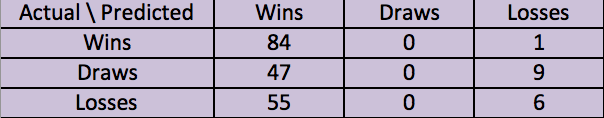 Actual \ Predicted Wins Draws Losses
Wins 84 0 1
Draws 47 0 9
Losses 55 0 6